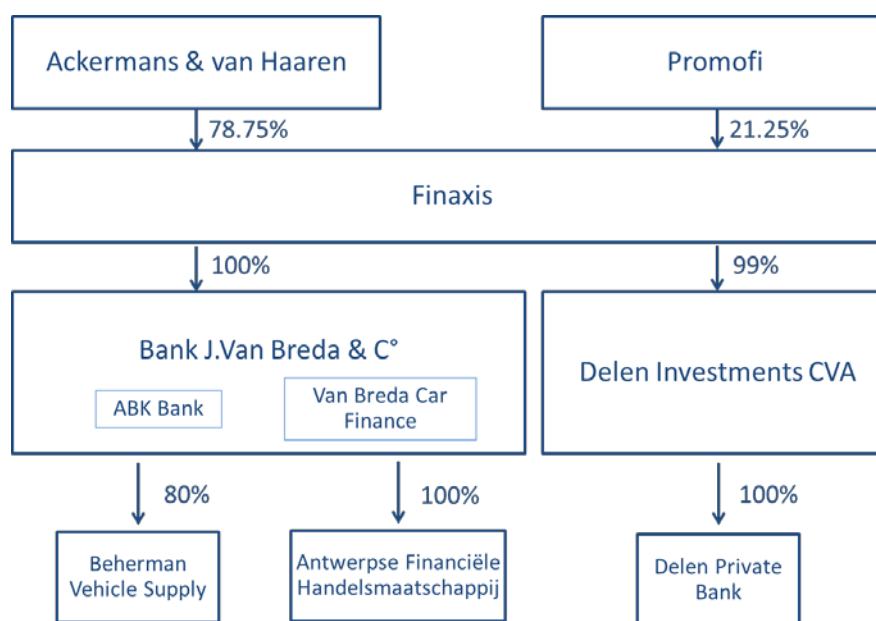 Ackermans & van Haaren
Promofi
78.75%
21.25%
Finaxis
100%
99%
Bank J.Van Breda & C°
ABK Bank
Van Breda Car
Finance
Delen Investments CVA
80%
100%
100%
Beherman
Vehicle Supply
Antwerpse Financiële
Handelsmaatschappij
Delen Private
Bank